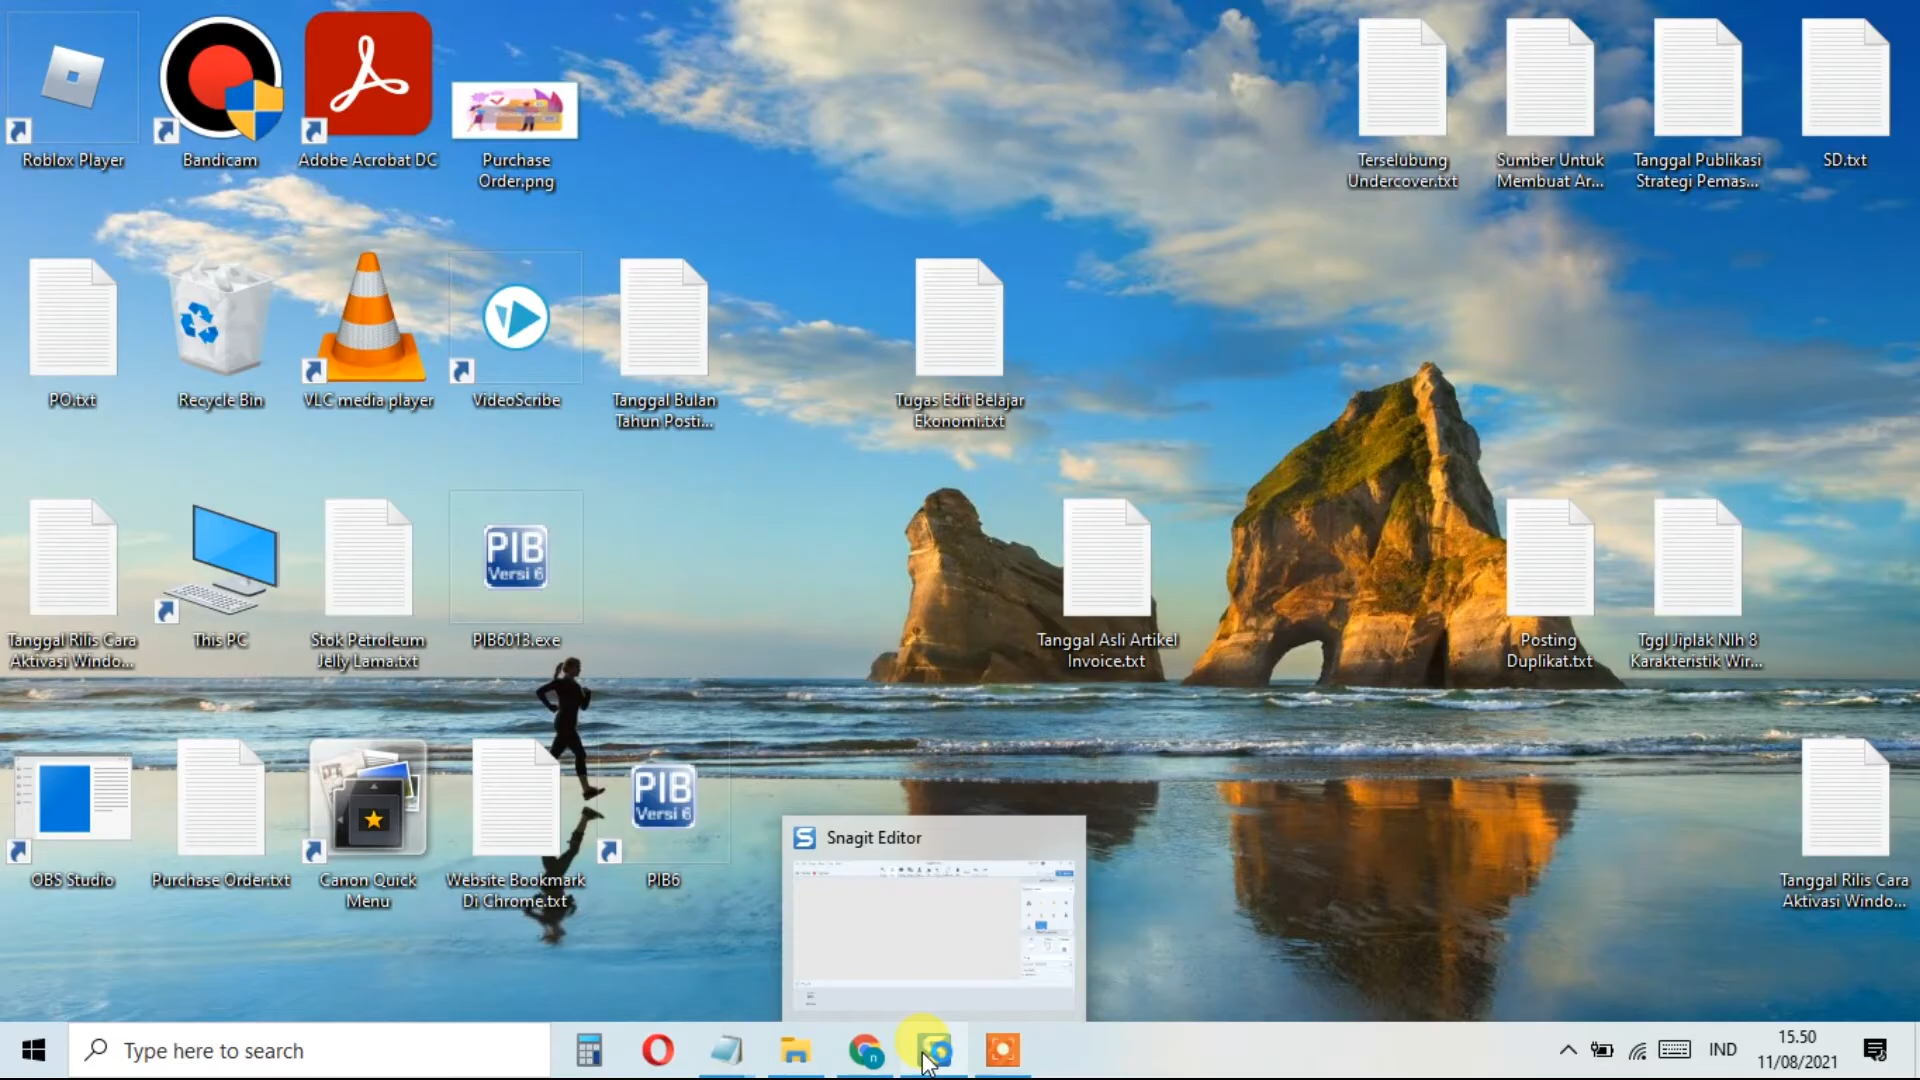 Roblox Player
Bandicam
Adobe Acrobat DC
Purchase
Order.png
Terselubung
Undercover.txt
Sumber Untuk
Membuat Ar...
Tanggal Publikasi
Strategi Pemas...
SD.txt
PO.txt
Recycle Bin
VLC media player
VideoScribe
Tanggal Bulan
Tahun Posti...
Tugas Edit Belajar
Ekonomi.txt
PIB
Versi 6
Tanggal Rilis Cara
Aktivasi Windo...
This PC
Stok Petroleum
Jelly Lama.txt
PIB6013.exe
Tanggal Asli Artikel
Invoice.txt
Posting
Duplikat.txt
Tggl Jiplak Nlh 8
Karakteristik Wir...
PIB
Versi 6
OBS Studio
Purchase Order.txt
Canon Quick
Menu
Website Bookmark
Di Chrome.txt
PIB6
Tanggal Rilis Cara
Aktivasi Windo...
Snagit Editor
Type here to search
IND
15.50
11/08/2021